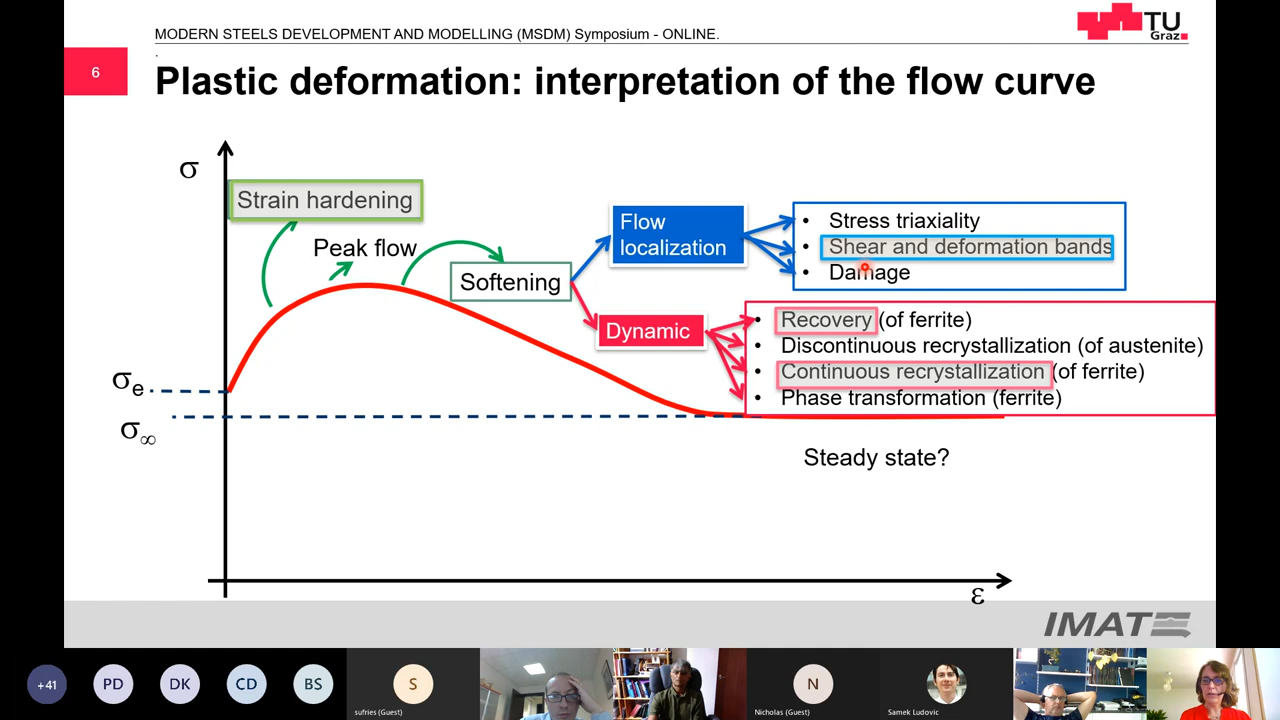 MODERN STEELS DEVELOPMENT AND MODELLING (MSDM) Symposium - ONLINE.
.
TU
Graz
6
Plastic deformation: interpretation of the flow curve
σ
Strain hardening
Peak flow
Softening
Flow
localization
• Stress triaxiality
• Shear and deformation bands
• Damage
Dynamic
• Recovery (of ferrite)
• Discontinuous recrystallization (of austenite)
• Continuous recrystallization (of ferrite)
• Phase transformation (ferrite)
σe
σ∞
Steady state?
ε
IMATE
+41
PD
DK
CD
BS
S
sufries (Guest)
N
Nicholas (Guest)
Samek Ludovic